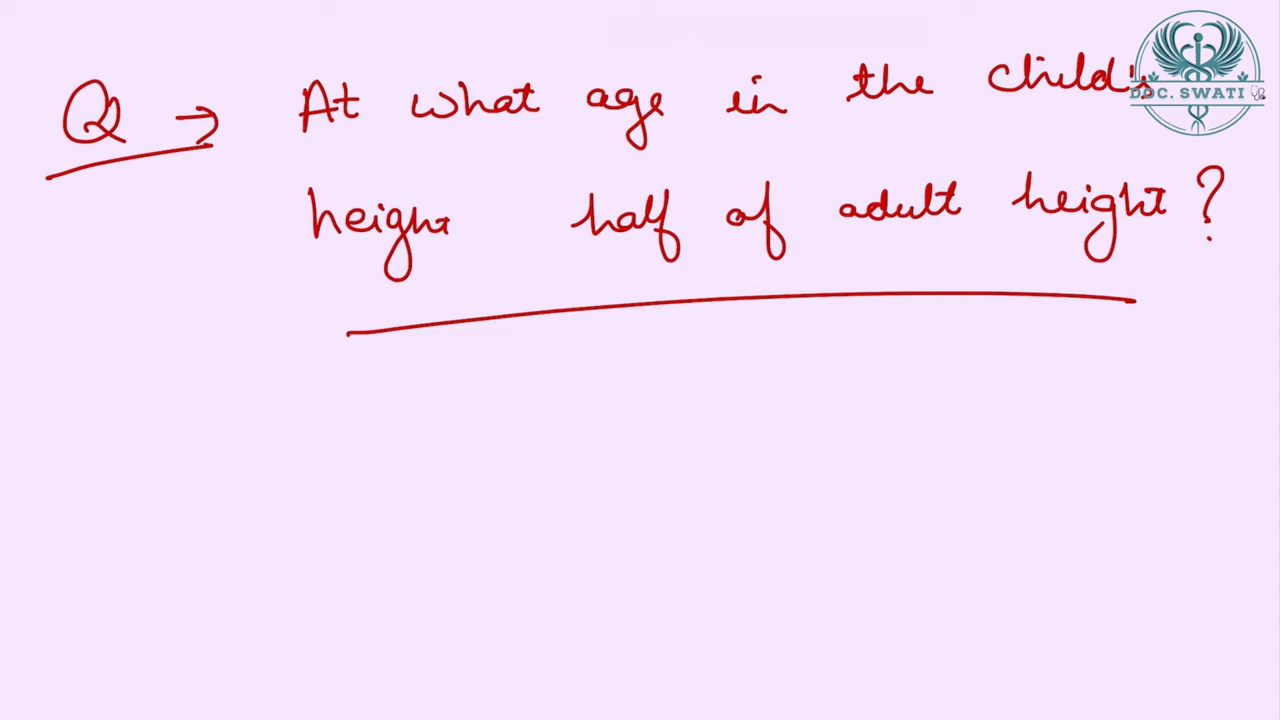 Q → At what age in the child's
height half of adult height ?
DOC. SWATI